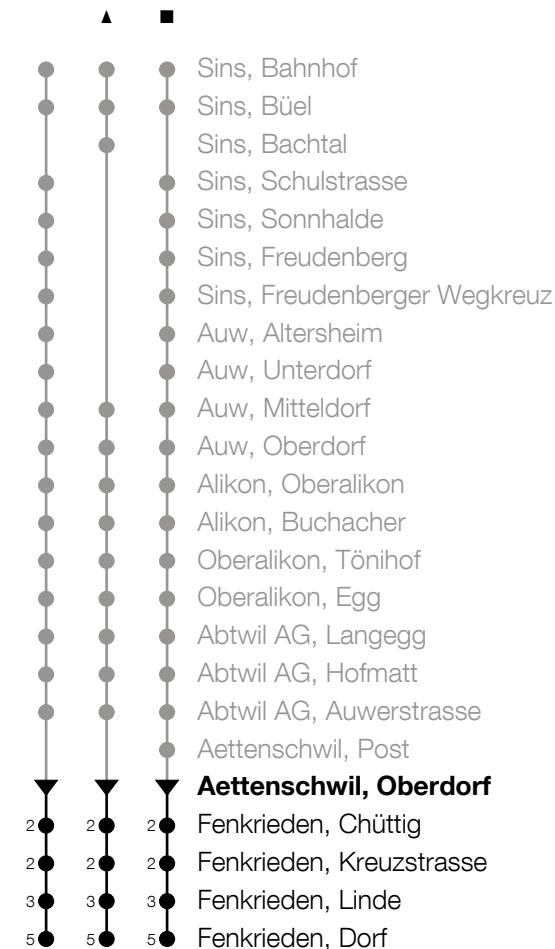 ▲ ■
Sins, Bahnhof
Sins, Büel
Sins, Bachtal
Sins, Schulstrasse
Sins, Sonnhalde
Sins, Freudenberg
Sins, Freudenberger Wegkreuz
Auw, Altersheim
Auw, Unterdorf
Auw, Mitteldorf
Auw, Oberdorf
Alikon, Oberalikon
Alikon, Buchacher
Oberalikon, Tönihof
Oberalikon, Egg
Abtwil AG, Langegg
Abtwil AG, Hofmatt
Abtwil AG, Auwerstrasse
Aettenschwil, Post
Aettenschwil, Oberdorf
2 2 2 Fenkrieden, Chüttig
2 2 2 Fenkrieden, Kreuzstrasse
3 3 3 Fenkrieden, Linde
5 5 5 Fenkrieden, Dorf